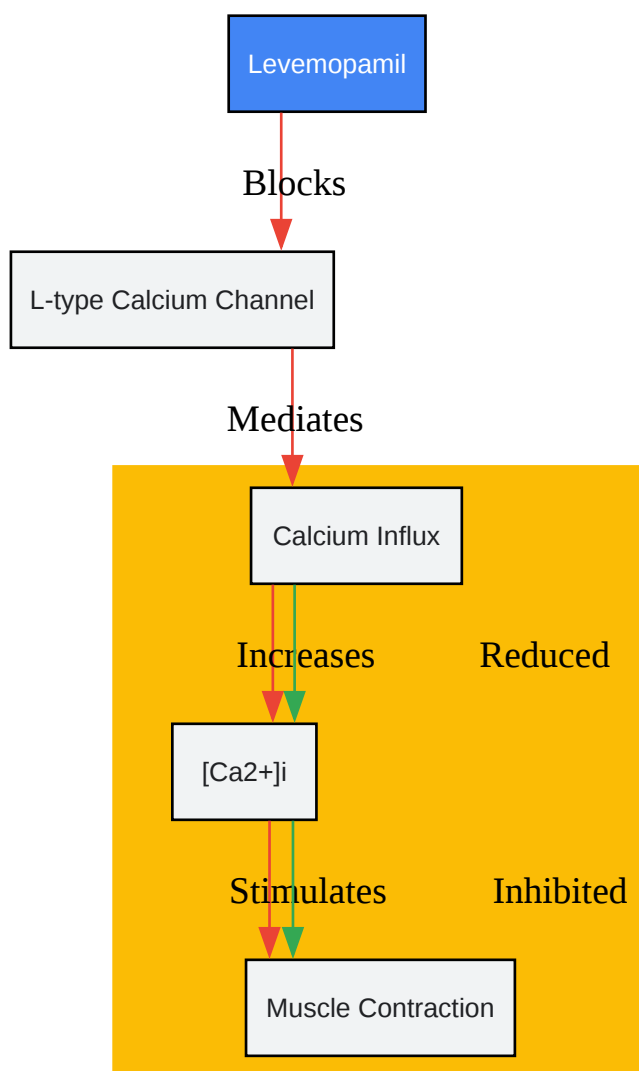 Levemopamil
Blocks
L-type Calcium Channel
Mediates
Calcium Influx
Increases
Reduced
[Ca2+]i
Stimulates
Inhibited
Muscle Contraction